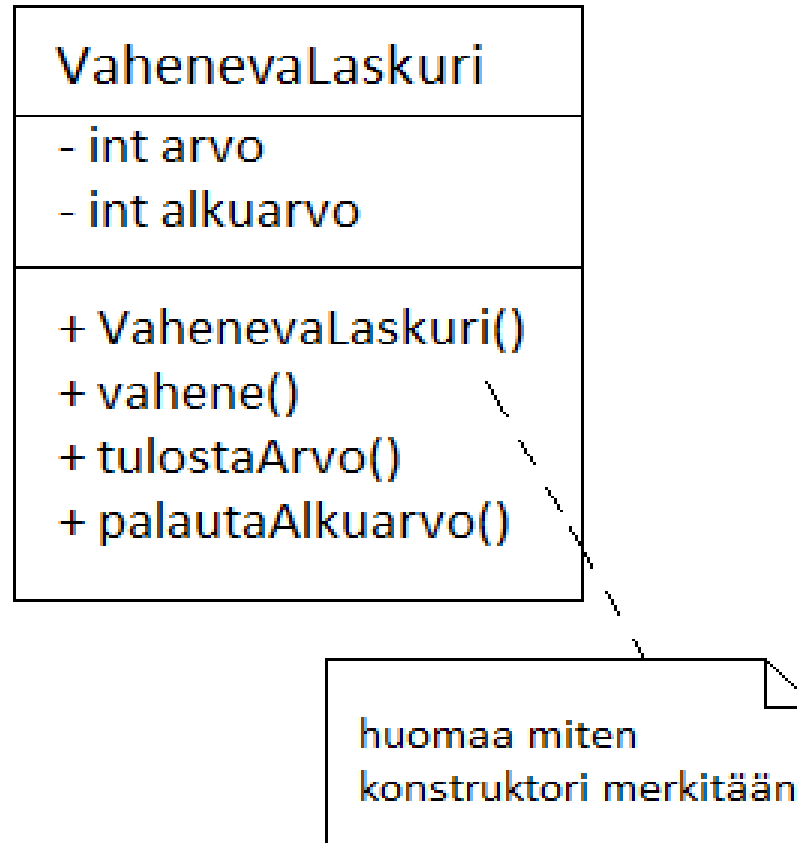 VahenevaLaskuri
- int arvo
- int alkuarvo
+ VahenevaLaskuri()
+ vahene()
+ tulostaArvo()
+ palautaAlkuarvo()
huomaa miten
konstruktori merkitään